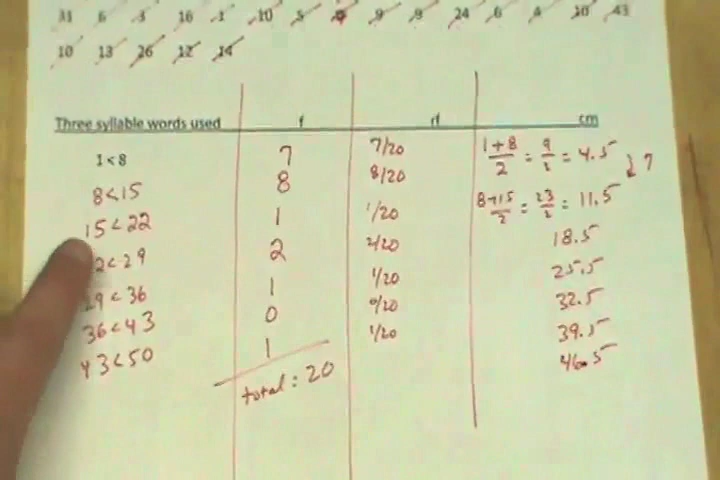 31 6 3 16 1 10 5 9 9 24 6 4 10 43
10 13 26 12 14
Three syllable words used f rf cm
1 < 8 7 7/20 1+8/2 = 9/2 = 4.5 7
8<15 8 8/20 8+15/2 = 23/2 = 11.5
15<22 1 1/20 18.5
2<29 2 2/20 25.5
29<36 1 1/20 32.5
36<43 0 0/20 39.5
43<50 1 1/20 46.5
total: 20